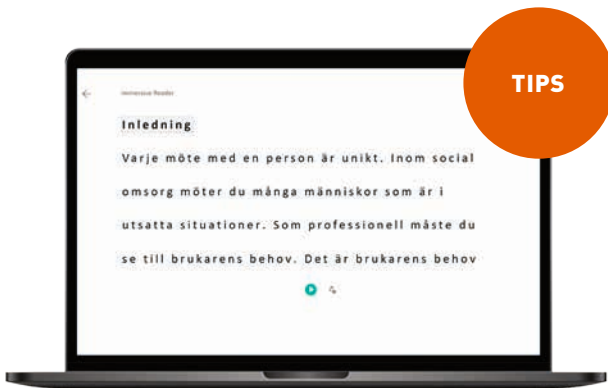 TIPS
Immersive Reader
Inledning
Varje möte med en person är unikt. Inom social
omsorg möter du många människor som är i
utsatta situationer. Som professionell måste du
se till brukarens behov. Det är brukarens behov